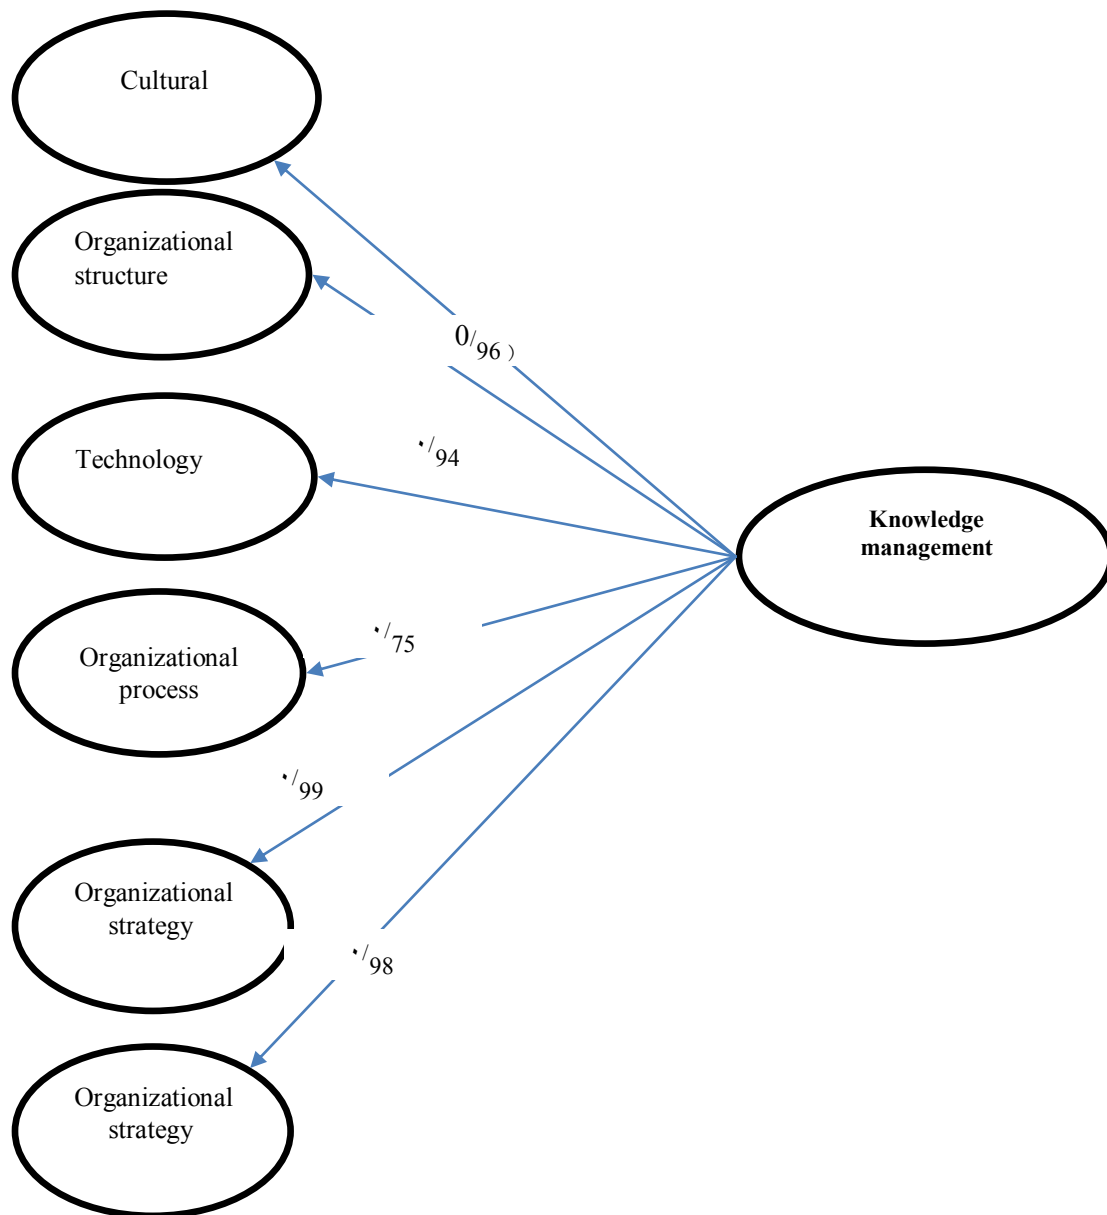 Cultural
Organizational
structure
0/96)
٠/94
Technology
Knowledge
management
٠/75
Organizational
process
٠/99
Organizational
strategy
٠/98
Organizational
strategy